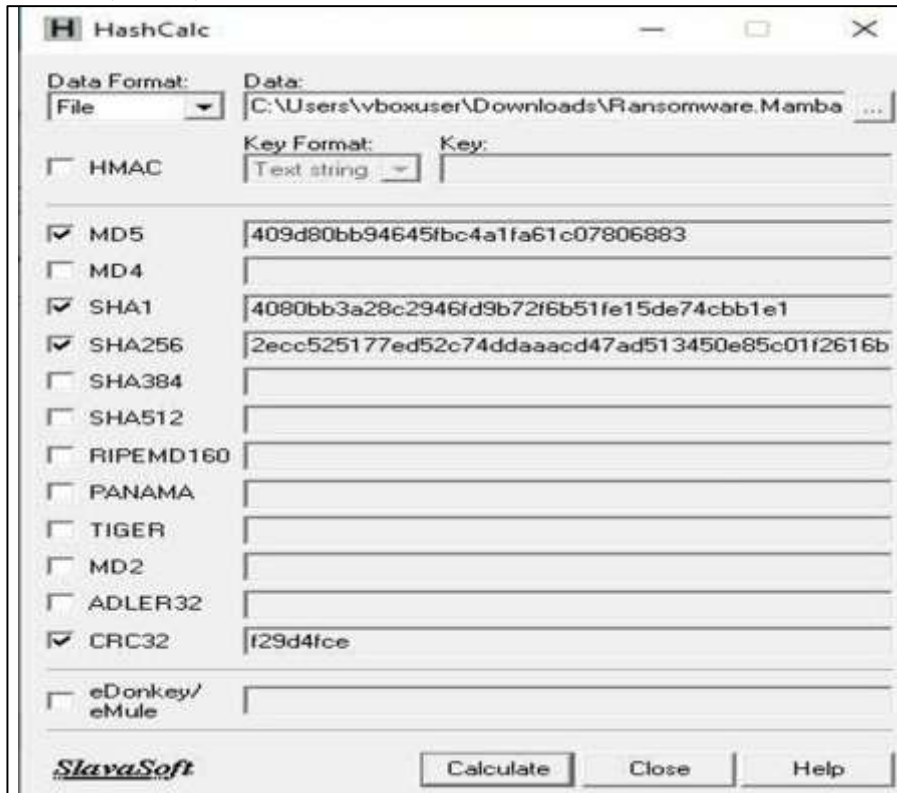 H HashCalc
Data Format: Data:
File C:\Users\vboxuser\Downloads\Ransomware.Mamba ...
Key Format: Key:
HMAC Text string
MD5 409d80bb94645fbc4a1fa61c07806883
MD4
SHA1 4080bb3a28c2946fd9b72f6b51fe15de74cbb1e1
SHA256 2ecc525177ed52c74ddaaacd47ad513450e85c01f2616b
SHA384
SHA512
RIPEMD160
PANAMA
TIGER
MD2
ADLER32
CRC32 f29d4fce
eDonkey/
eMule
SlavaSoft Calculate Close Help